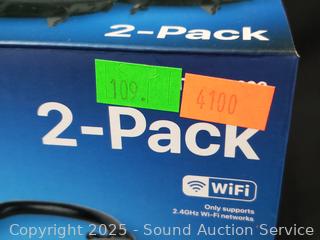 2-Pack
109.
4100
2-Pack
WiFi
Only supports
2.4GHz Wi-Fi networks
Copyright 2025 - Sound Auction Service